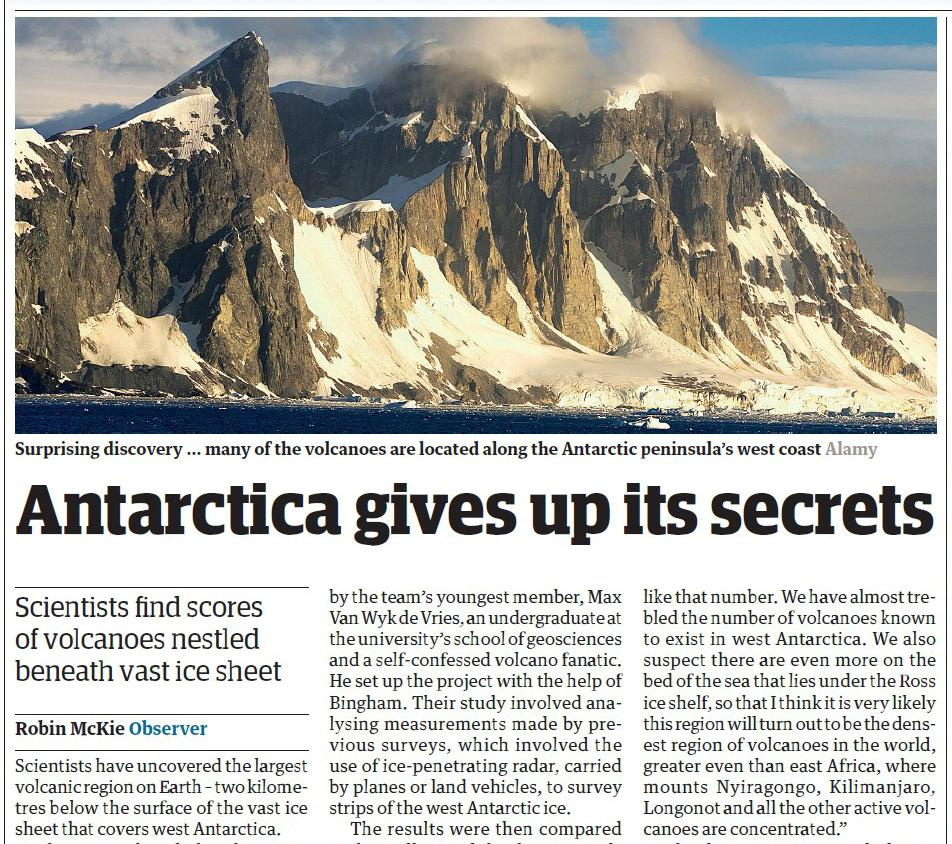 Surprising discovery ... many of the volcanoes are located along the Antarctic peninsula's west coast Alamy
Antarctica gives up its secrets
Scientists find scores
of volcanoes nestled
beneath vast ice sheet
Robin McKie Observer
Scientists have uncovered the largest
volcanic region on Earth – two kilome-
tres below the surface of the vast ice
sheet that covers west Antarctica.
by the team's youngest member, Max
Van Wyk de Vries, an undergraduate at
the university's school of geosciences
and a self-confessed volcano fanatic.
He set up the project with the help of
Bingham. Their study involved ana-
lysing measurements made by pre-
vious surveys, which involved the
use of ice-penetrating radar, carried
by planes or land vehicles, to survey
strips of the west Antarctic ice.
The results were then compared
like that number. We have almost tre-
bled the number of volcanoes known
to exist in west Antarctica. We also
suspect there are even more on the
bed of the sea that lies under the Ross
ice shelf, so that I think it is very likely
this region will turn out to be the dens-
est region of volcanoes in the world,
greater even than east Africa, where
mounts Nyiragongo, Kilimanjaro,
Longonot and all the other active vol-
canoes are concentrated.”